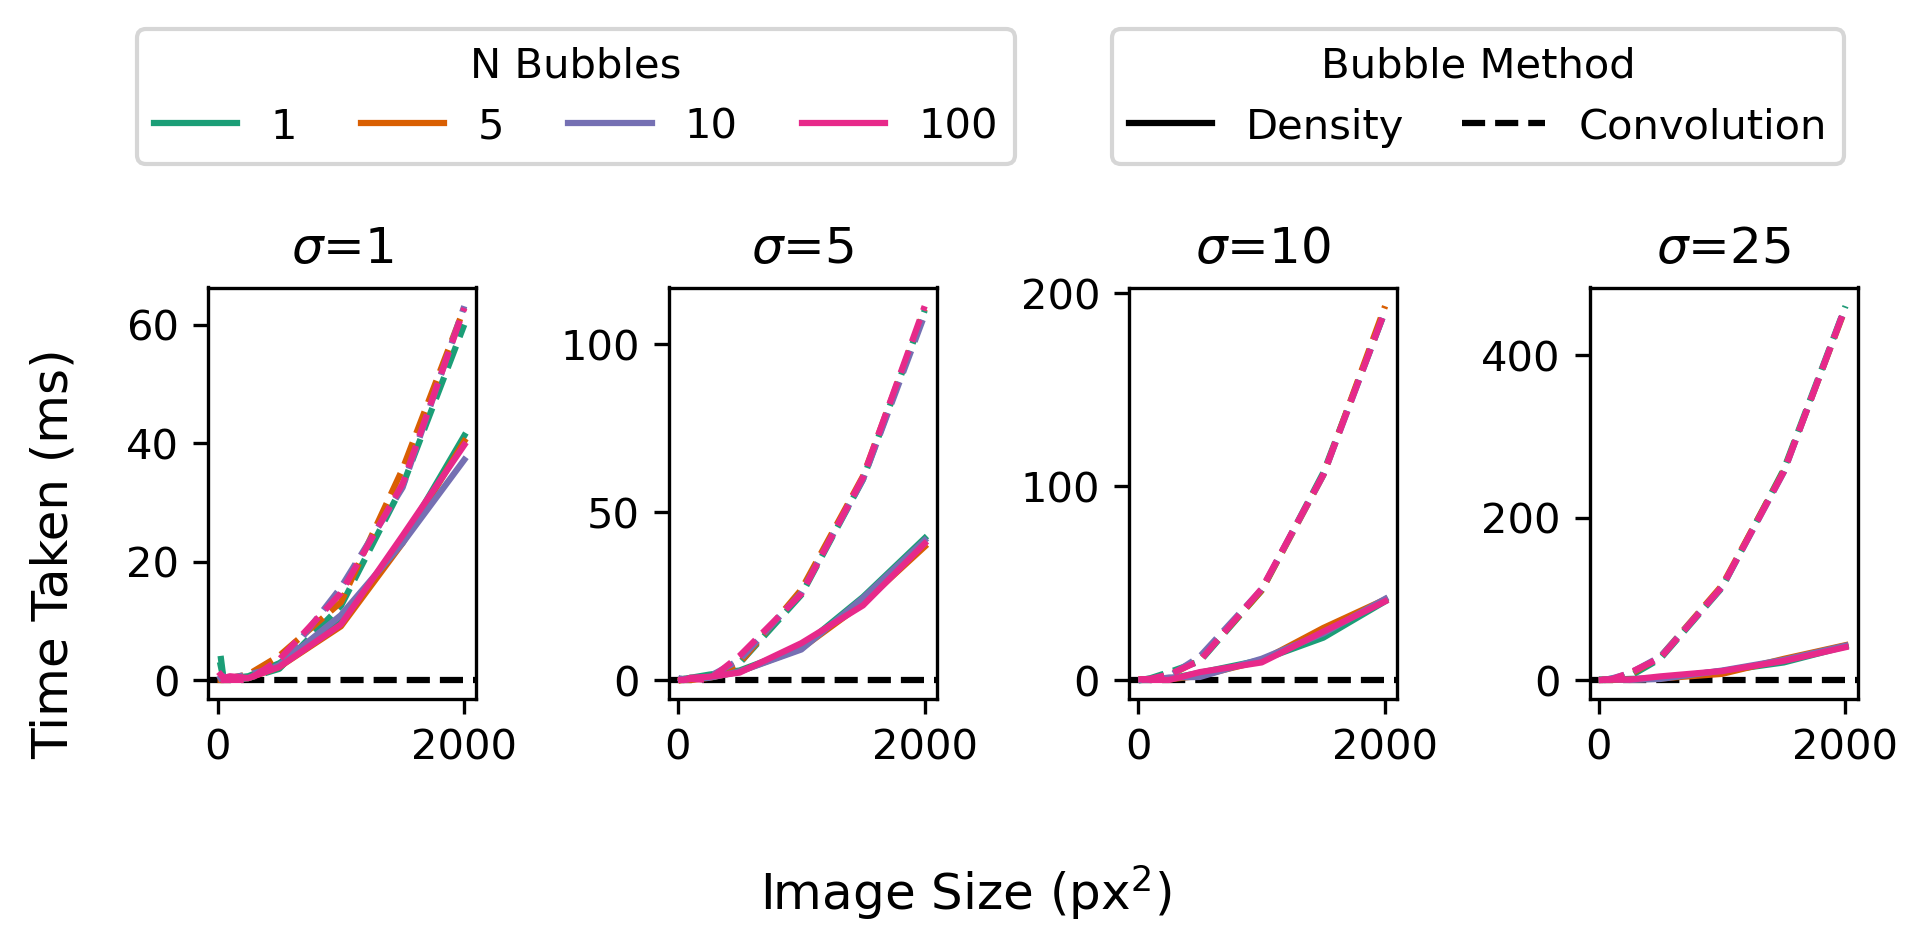 N Bubbles
1 5 10 100
Bubble Method
Density Convolution
σ=1
σ=5
σ=10
σ=25
Time Taken (ms)
60
40
20
0
0 2000
100
50
0
0 2000
200
100
0
0 2000
400
200
0
0 2000
Image Size (px²)